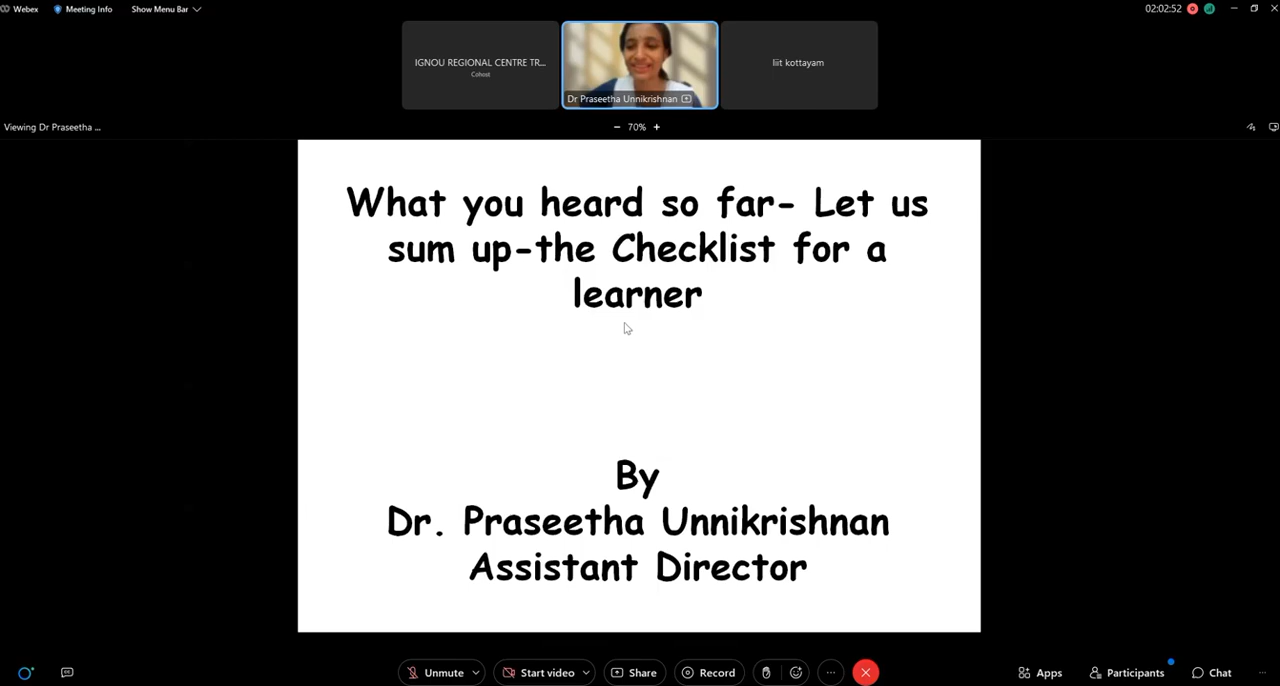 Webex
Meeting Info
Show Menu Bar
02:02:52
IGNOU REGIONAL CENTRE TR...
Cohost
Dr Praseetha Unnikrishnan
liit kottayam
Viewing Dr Praseetha ...
70%
What you heard so far- Let us
sum up-the Checklist for a
learner
By
Dr. Praseetha Unnikrishnan
Assistant Director
Unmute
Start video
Share
Record
Apps
Participants
Chat